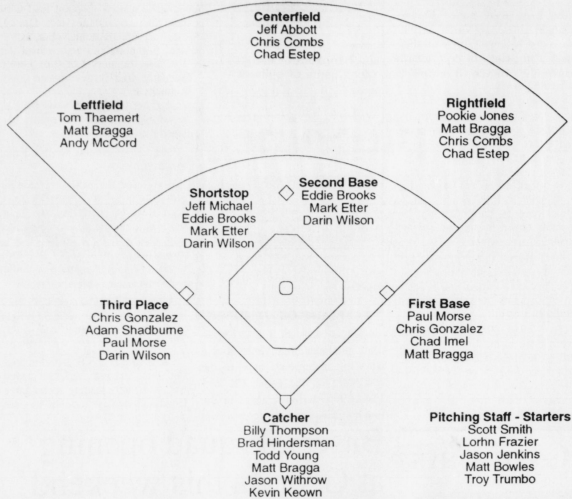 Centerfield
Jeff Abbott
Chris Combs
Chad Estep
Leftfield
Tom Thaemert
Matt Bragga
Andy McCord
Rightfield
Pookie Jones
Matt Bragga
Chris Combs
Chad Estep
Shortstop
Jeff Michael
Eddie Brooks
Mark Etter
Darin Wilson
Second Base
Eddie Brooks
Mark Etter
Darin Wilson
Third Place
Chris Gonzalez
Adam Shadburne
Paul Morse
Darin Wilson
First Base
Paul Morse
Chris Gonzalez
Chad Imel
Matt Bragga
Catcher
Billy Thompson
Brad Hindersman
Todd Young
Matt Bragga
Jason Withrow
Kevin Keown
Pitching Staff - Starters
Scott Smith
Lorhn Frazier
Jason Jenkins
Matt Bowles
Troy Trumbo